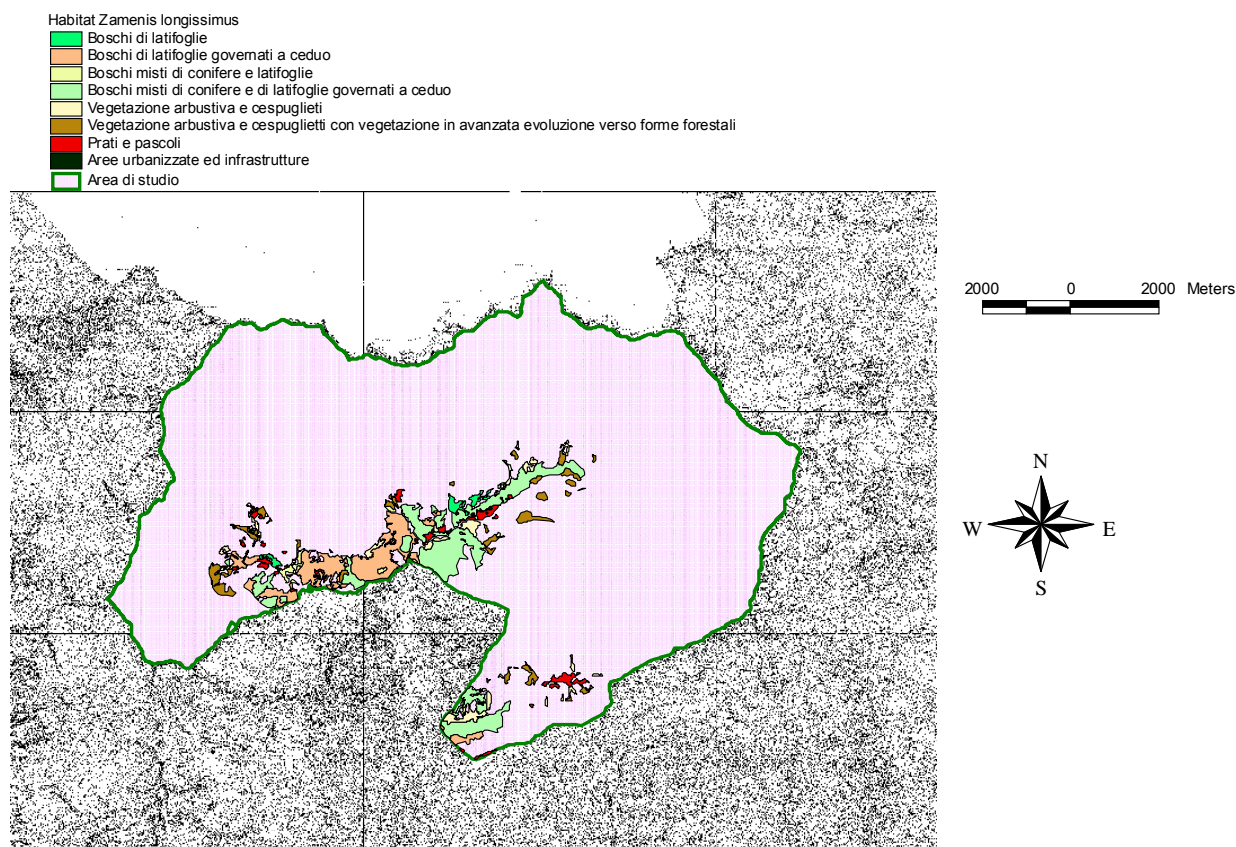 Habitat Zamenis longissimus
Boschi di latifoglie
Boschi di latifoglie governati a ceduo
Boschi misti di conifere e latifoglie
Boschi misti di conifere e di latifoglie governati a ceduo
Vegetazione arbustiva e cespuglieti
Vegetazione arbustiva e cespuglietti con vegetazione in avanzata evoluzione verso forme forestali
Prati e pascoli
Aree urbanizzate ed infrastrutture
Area di studio
2000 0 2000 Meters
N
W E
S